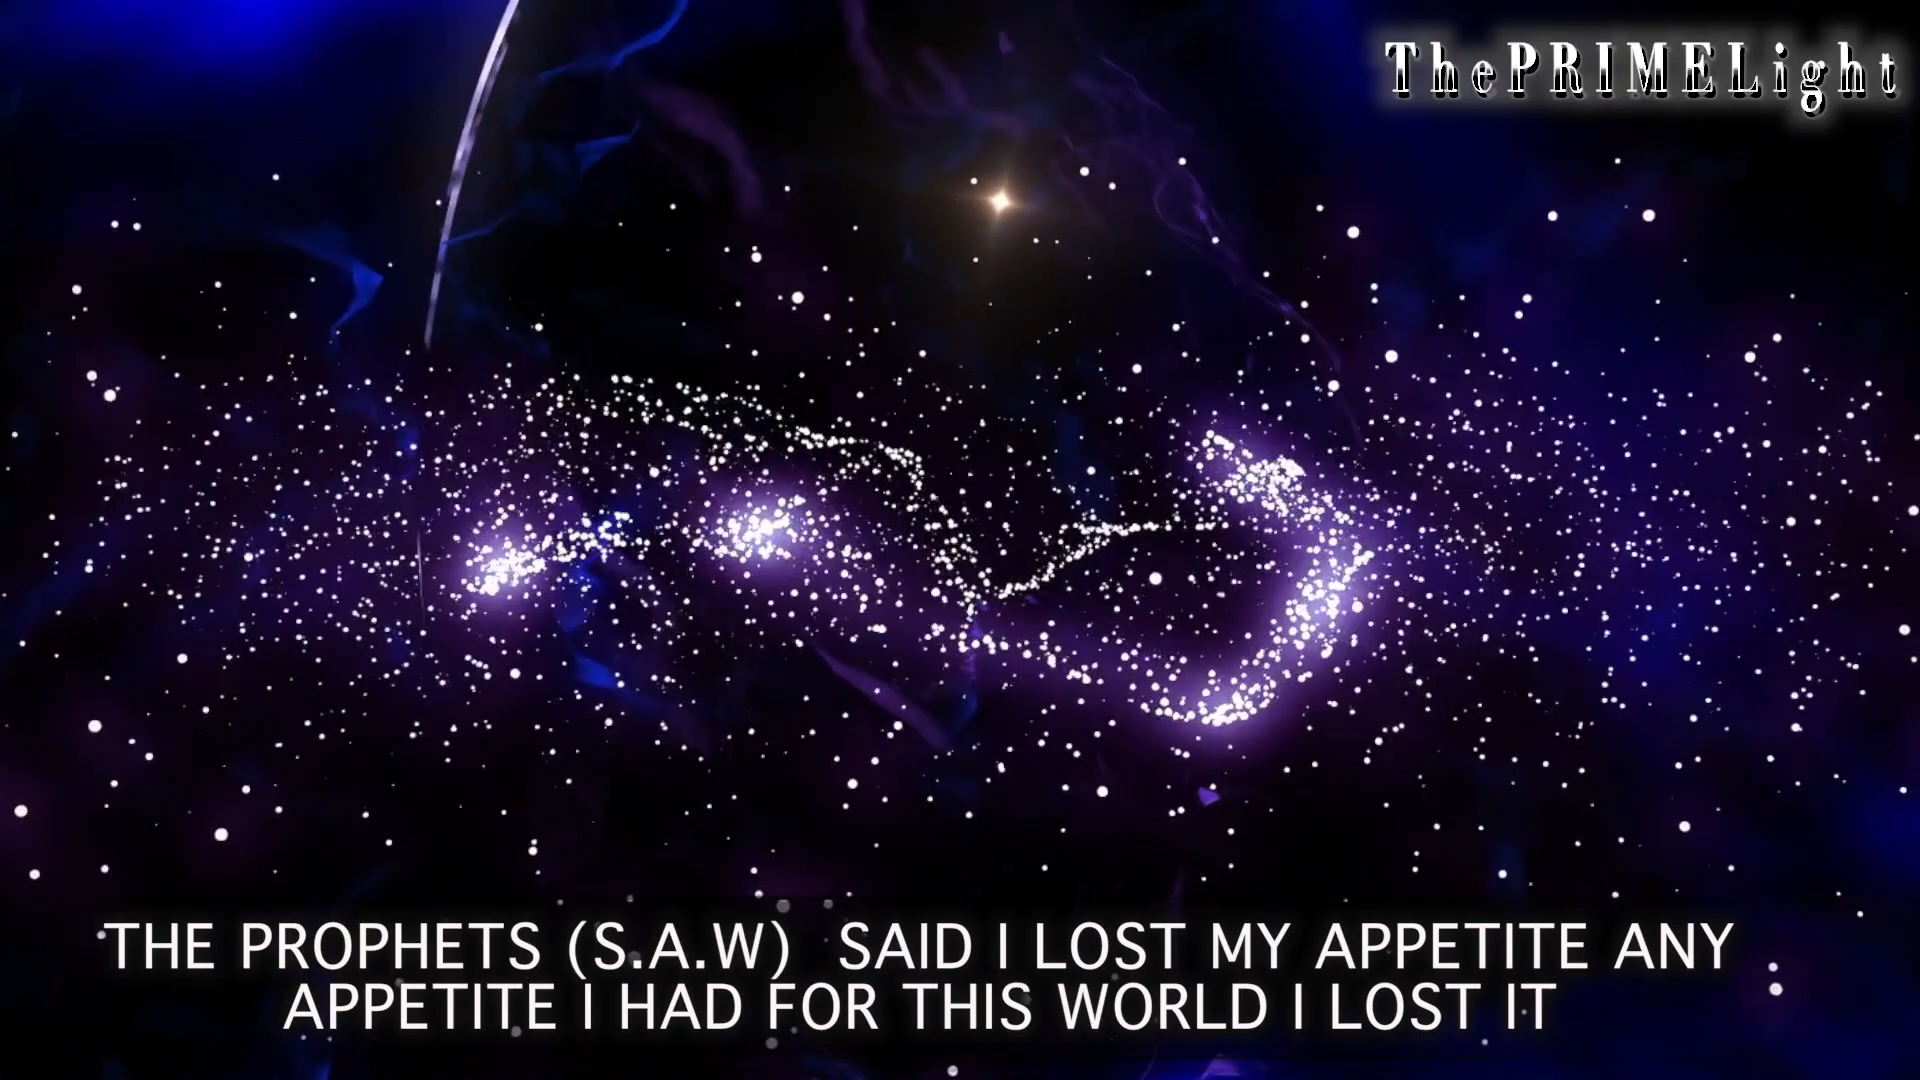 ThePRIMELight
THE PROPHETS (S.A.W) SAID I LOST MY APPETITE ANY
APPETITE I HAD FOR THIS WORLD I LOST IT